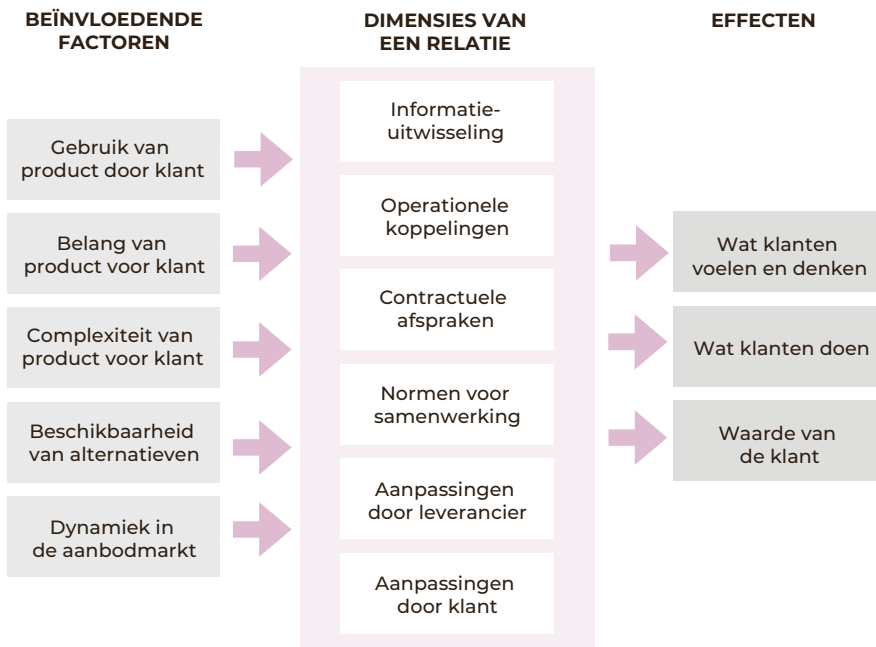 BEÏNVLOEDENDE
FACTOREN
DIMENSIES VAN
EEN RELATIE
EFFECTEN
Gebruik van
product door klant
Belang van
product voor klant
Complexiteit van
product voor klant
Beschikbaarheid
van alternatieven
Dynamiek in
de aanbodmarkt
Informatie-
uitwisseling
Operationele
koppelingen
Contractuele
afspraken
Normen voor
samenwerking
Aanpassingen
door leverancier
Aanpassingen
door klant
Wat klanten
voelen en denken
Wat klanten doen
Waarde van
de klant